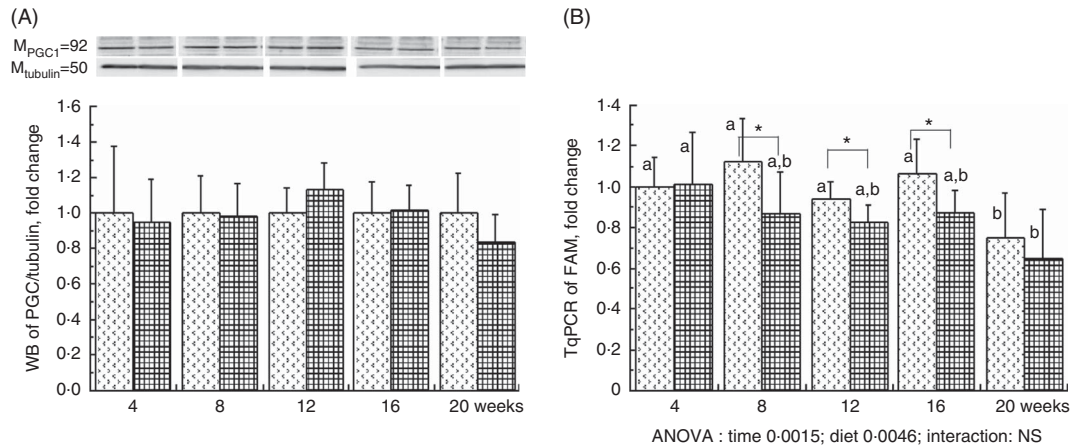 (A)
M_PGC1=92
M_tubulin=50
WB of PGC/tubulin, fold change
1·6
1·4
1·2
1·0
0·8
0·6
0·4
0·2
0·0
4 8 12 16 20 weeks
(B)
TqPCR of FAM, fold change
1·4
1·2
1·0
0·8
0·6
0·4
0·2
0
a a a * a,b a * a,b a * a,b b b
4 8 12 16 20 weeks
ANOVA : time 0·0015; diet 0·0046; interaction: NS